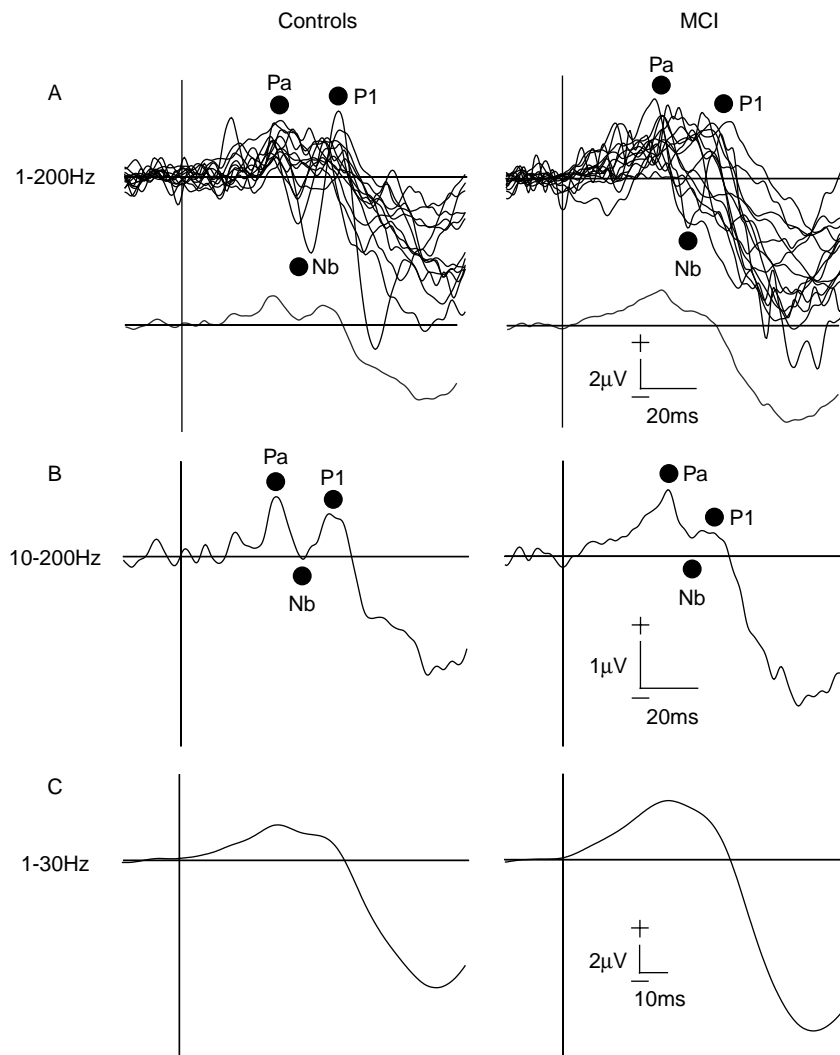 Controls MCI
A
Pa P1 Pa P1
1-200Hz
Nb Nb
+
2μV
−
20ms
B
Pa P1 Pa P1
10-200Hz
Nb Nb
+
1μV
−
20ms
C
1-30Hz
+
2μV
−
10ms